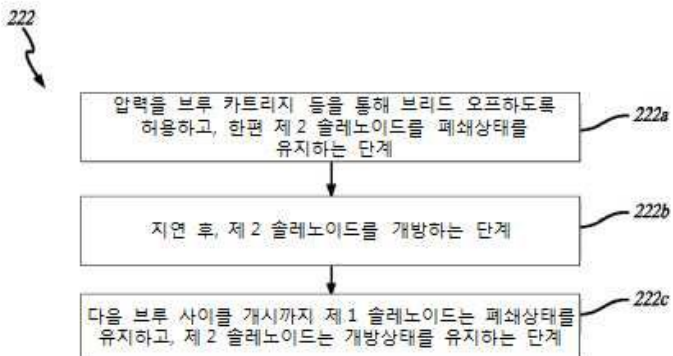 222
압력을 브루 카트리지 등을 통해 브리드 오프하도록
허용하고, 한편 제 2 솔레노이드를 폐쇄상태를
유지하는 단계
222a
지연 후, 제 2 솔레노이드를 개방하는 단계
222b
다음 브루 사이클 개시까지 제 1 솔레노이드는 폐쇄상태를
유지하고, 제 2 솔레노이드는 개방상태를 유지하는 단계
222c